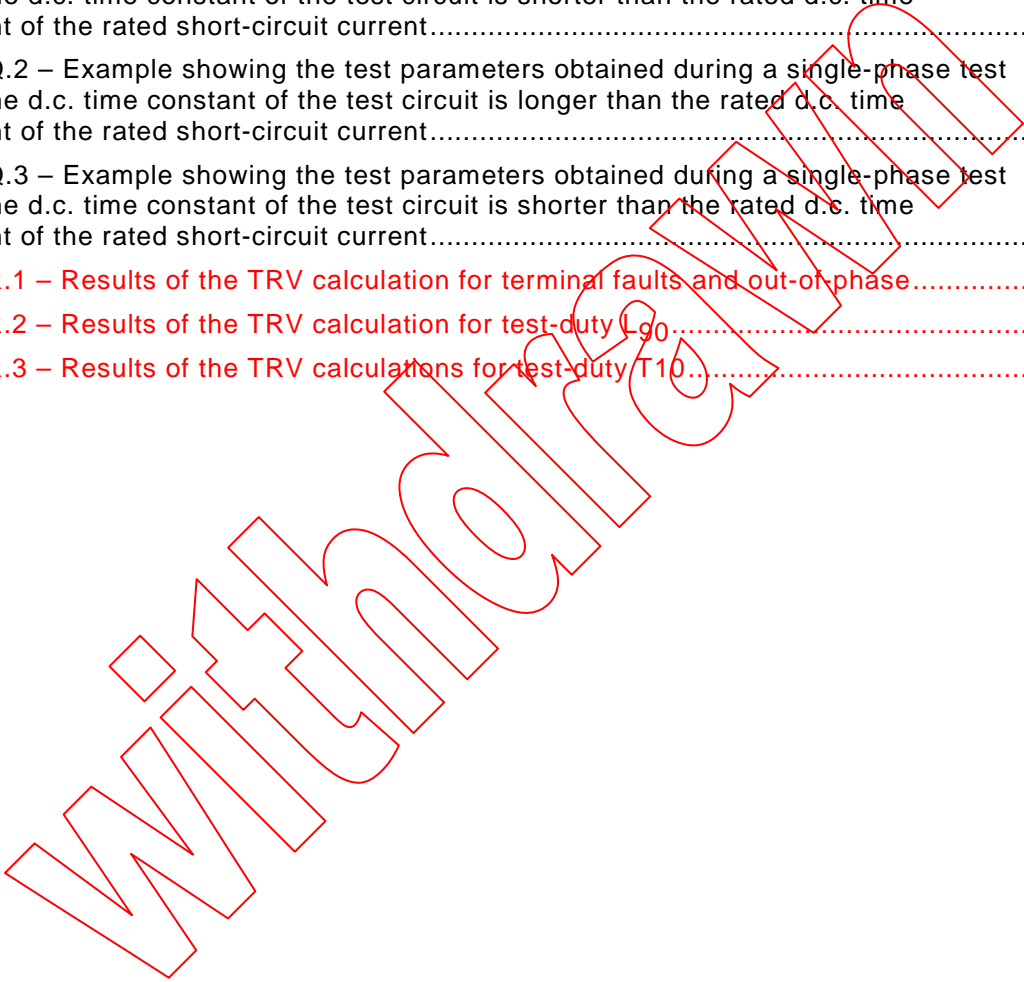 nt of the rated short-circuit current
Q.2 – Example showing the test parameters obtained during a single-phase test
he d.c. time constant of the test circuit is longer than the rated d.c. time
nt of the rated short-circuit current
Q.3 – Example showing the test parameters obtained during a single-phase test
he d.c. time constant of the test circuit is shorter than the rated d.c. time
nt of the rated short-circuit current
.1 – Results of the TRV calculation for terminal faults and out-of-phase
.2 – Results of the TRV calculation for test-duty L90
.3 – Results of the TRV calculations for test-duty T10
withdrawn